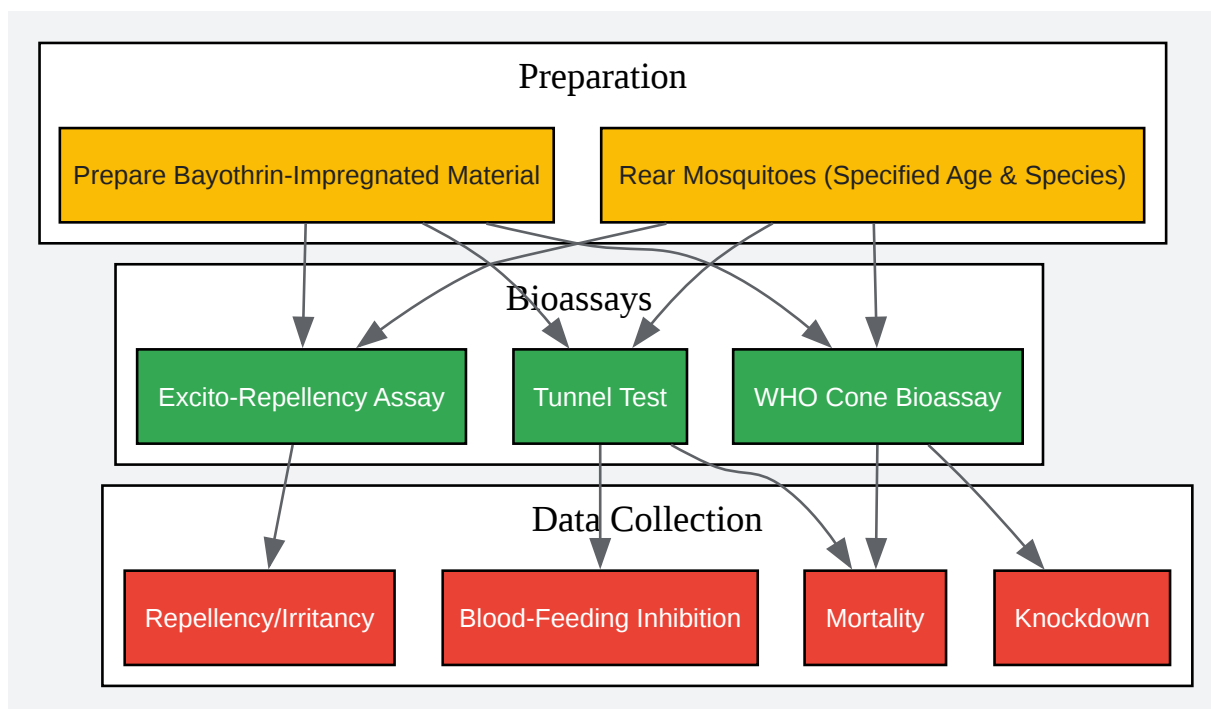 Preparation
Prepare Bayothrin-Impregnated Material
Rear Mosquitoes (Specified Age & Species)
Bioassays
Excito-Repellency Assay
Tunnel Test
WHO Cone Bioassay
Data Collection
Repellency/Irritancy
Blood-Feeding Inhibition
Mortality
Knockdown